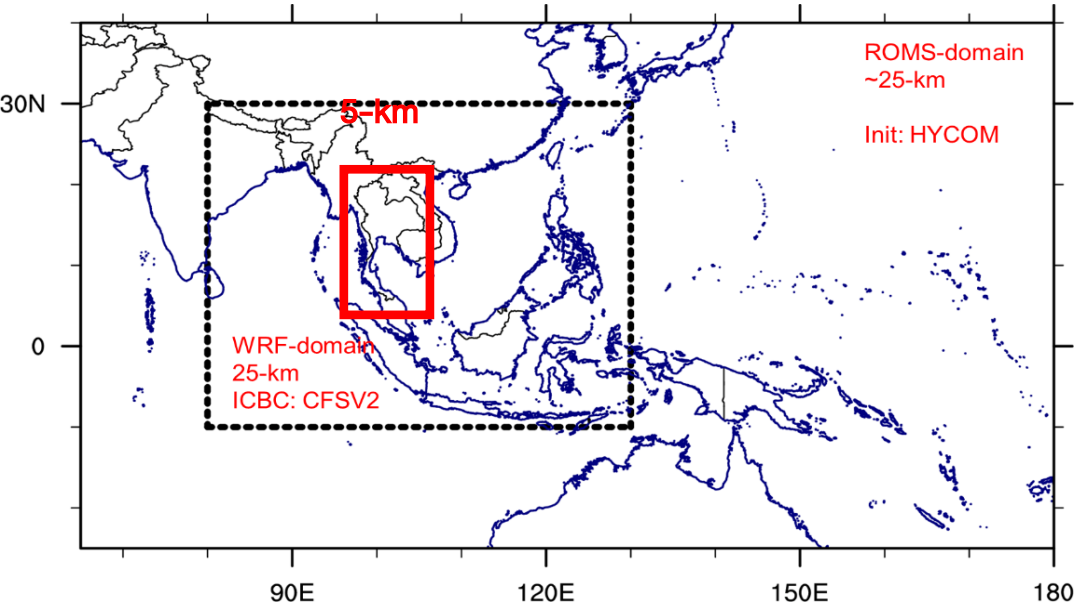 ROMS-domain
~25-km
Init: HYCOM
30N
5-km
0
WRF-domain
25-km
ICBC: CFSV2
90E
120E
150E
180